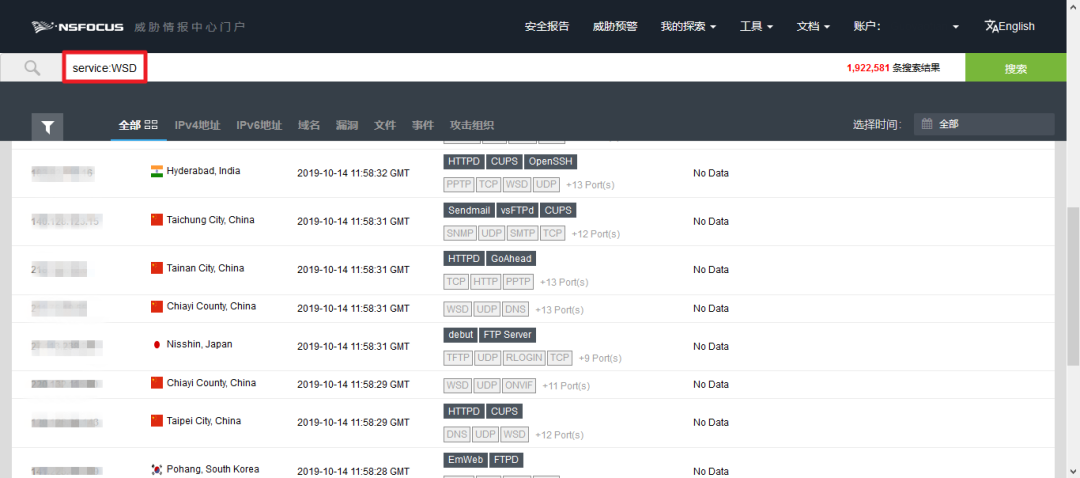 NSFOCUS 威胁情报中心门户 安全报告 威胁预警 我的探索 工具 文档 账户: English
service:WSD 1,922,581 条搜索结果 搜索
全部 IPv4地址 IPv6地址 域名 漏洞 文件 事件 攻击组织 选择时间: 全部
Hyderabad, India 2019-10-14 11:58:32 GMT HTTPD CUPS OpenSSH No Data
PPTP TCP WSD UDP +13 Port(s)
Taichung City, China 2019-10-14 11:58:31 GMT Sendmail vsFTPd CUPS No Data
SNMP UDP SMTP TCP +12 Port(s)
Tainan City, China 2019-10-14 11:58:31 GMT HTTPD GoAhead No Data
TCP HTTP PPTP +13 Port(s)
Chiayi County, China 2019-10-14 11:58:31 GMT WSD UDP DNS +13 Port(s) No Data
Nisshin, Japan 2019-10-14 11:58:31 GMT debut FTP Server No Data
TFTP UDP RLOGIN TCP +9 Port(s)
Chiayi County, China 2019-10-14 11:58:29 GMT WSD UDP ONVIF +11 Port(s) No Data
Taipei City, China 2019-10-14 11:58:29 GMT HTTPD CUPS No Data
DNS UDP WSD +12 Port(s)
Pohang, South Korea 2019-10-14 11:58:28 GMT EmWeb FTPD No Data